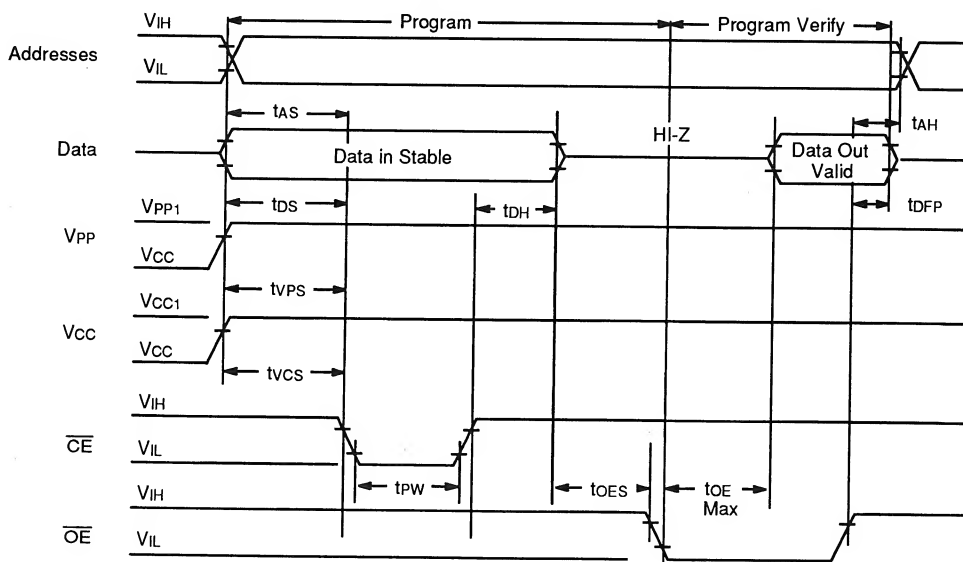 Program
Program Verify
Addresses
VIH
VIL
tAS
tAH
Data
Data in Stable
HI-Z
Data Out
Valid
tDS
tDH
tDFP
VPP
VPP1
VCC
tVPS
VCC
VCC1
VCC
tVCS
CE
VIH
VIL
tPW
tOES
tOE
Max
OE
VIH
VIL